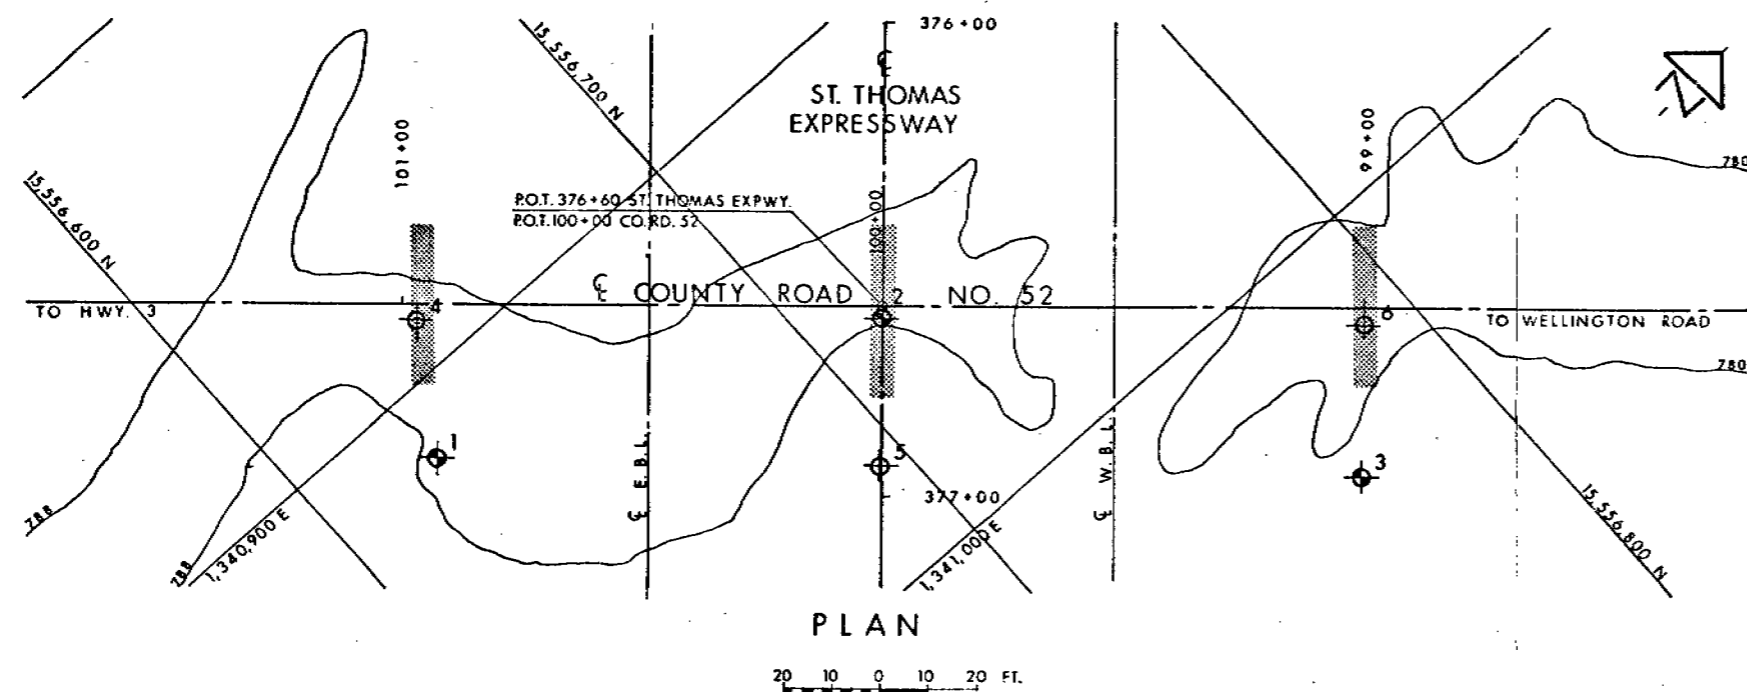 376+00
℄
ST. THOMAS
EXPRESSWAY
15,556,700 N
101+00
99+00
780
15,556,600 N
P.O.T. 376+60 ST. THOMAS EXPWY.
P.O.T. 100+00 CO. RD. 52
100+00
℄ COUNTY ROAD NO. 52
TO HWY. 3
4
2
6
TO WELLINGTON ROAD
780
1
5
3
℄ E.B.L.
℄ W.B.L.
377+00
788
788
1,340,900 E
1,341,000 E
15,556,800 N
PLAN
20 10 0 10 20 FT.